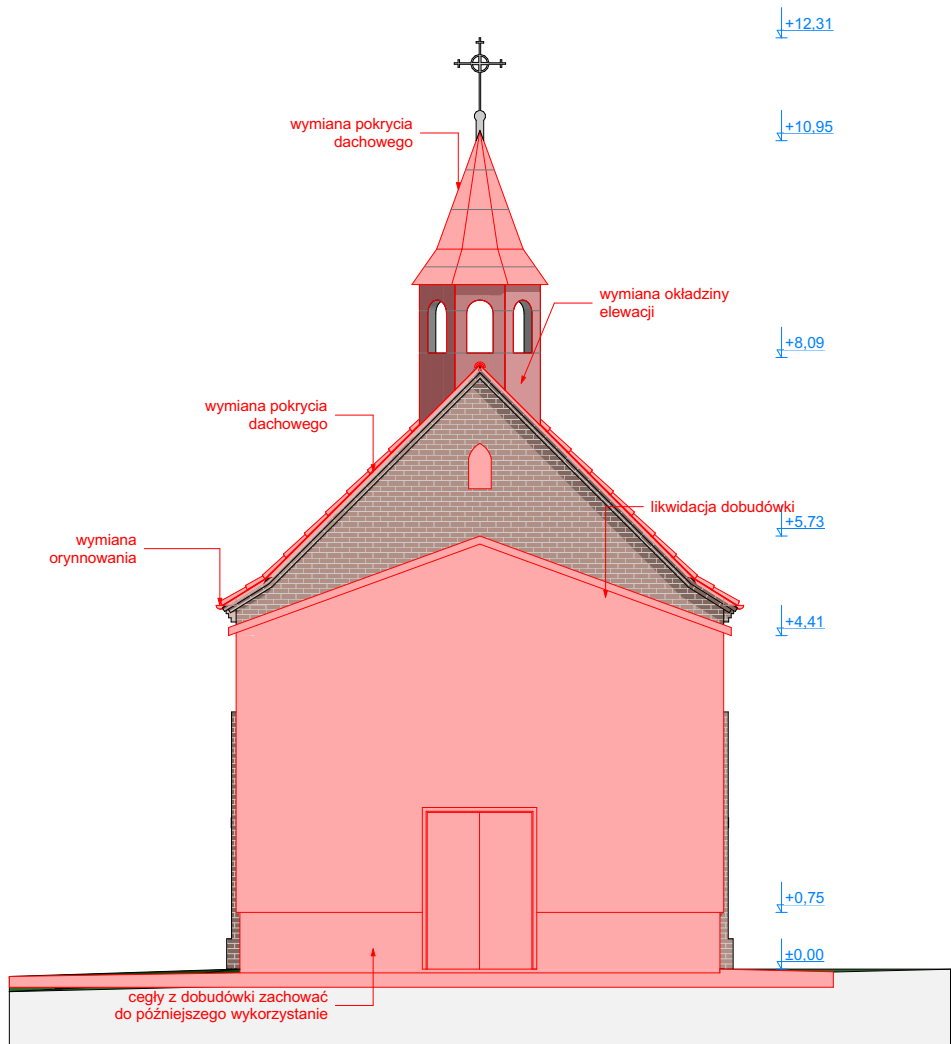 +12,31
wymiana pokrycia
dachowego
+10,95
wymiana okładziny
elewacji
+8,09
wymiana pokrycia
dachowego
likwidacja dobudówki
+5,73
wymiana
orynnowania
+4,41
+0,75
±0,00
cegły z dobudówki zachować
do późniejszego wykorzystanie